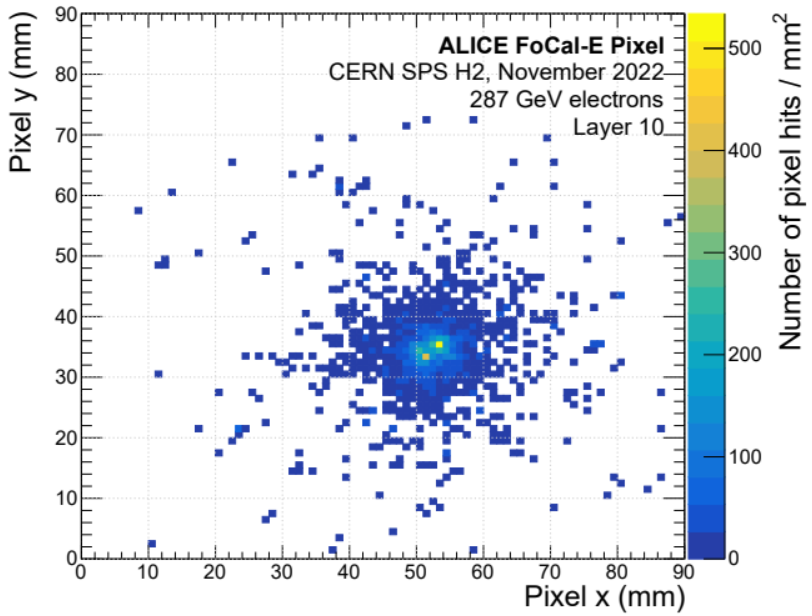 ALICE FoCal-E Pixel
CERN SPS H2, November 2022
287 GeV electrons
Layer 10
Pixel y (mm)
90
80
70
60
50
40
30
20
10
0
0 10 20 30 40 50 60 70 80 90
Pixel x (mm)
500
400
300
200
100
0
Number of pixel hits / mm²